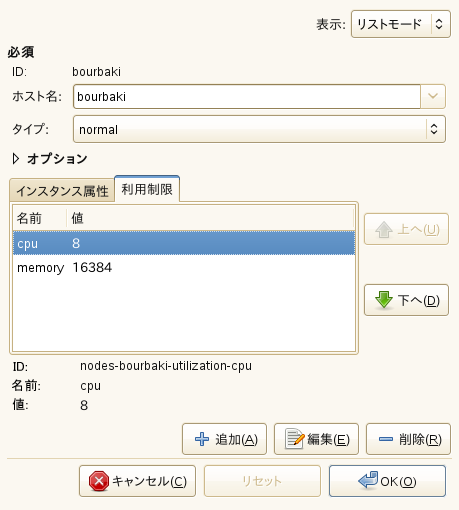 表示: リストモード
必須
ID: bourbaki
ホスト名: bourbaki
タイプ: normal
オプション
インスタンス属性 利用制限
名前 値
cpu 8
memory 16384
上へ(U)
下へ(D)
ID: nodes-bourbaki-utilization-cpu
名前: cpu
値: 8
追加(A) 編集(E) 削除(R)
キャンセル(C) リセット OK(O)